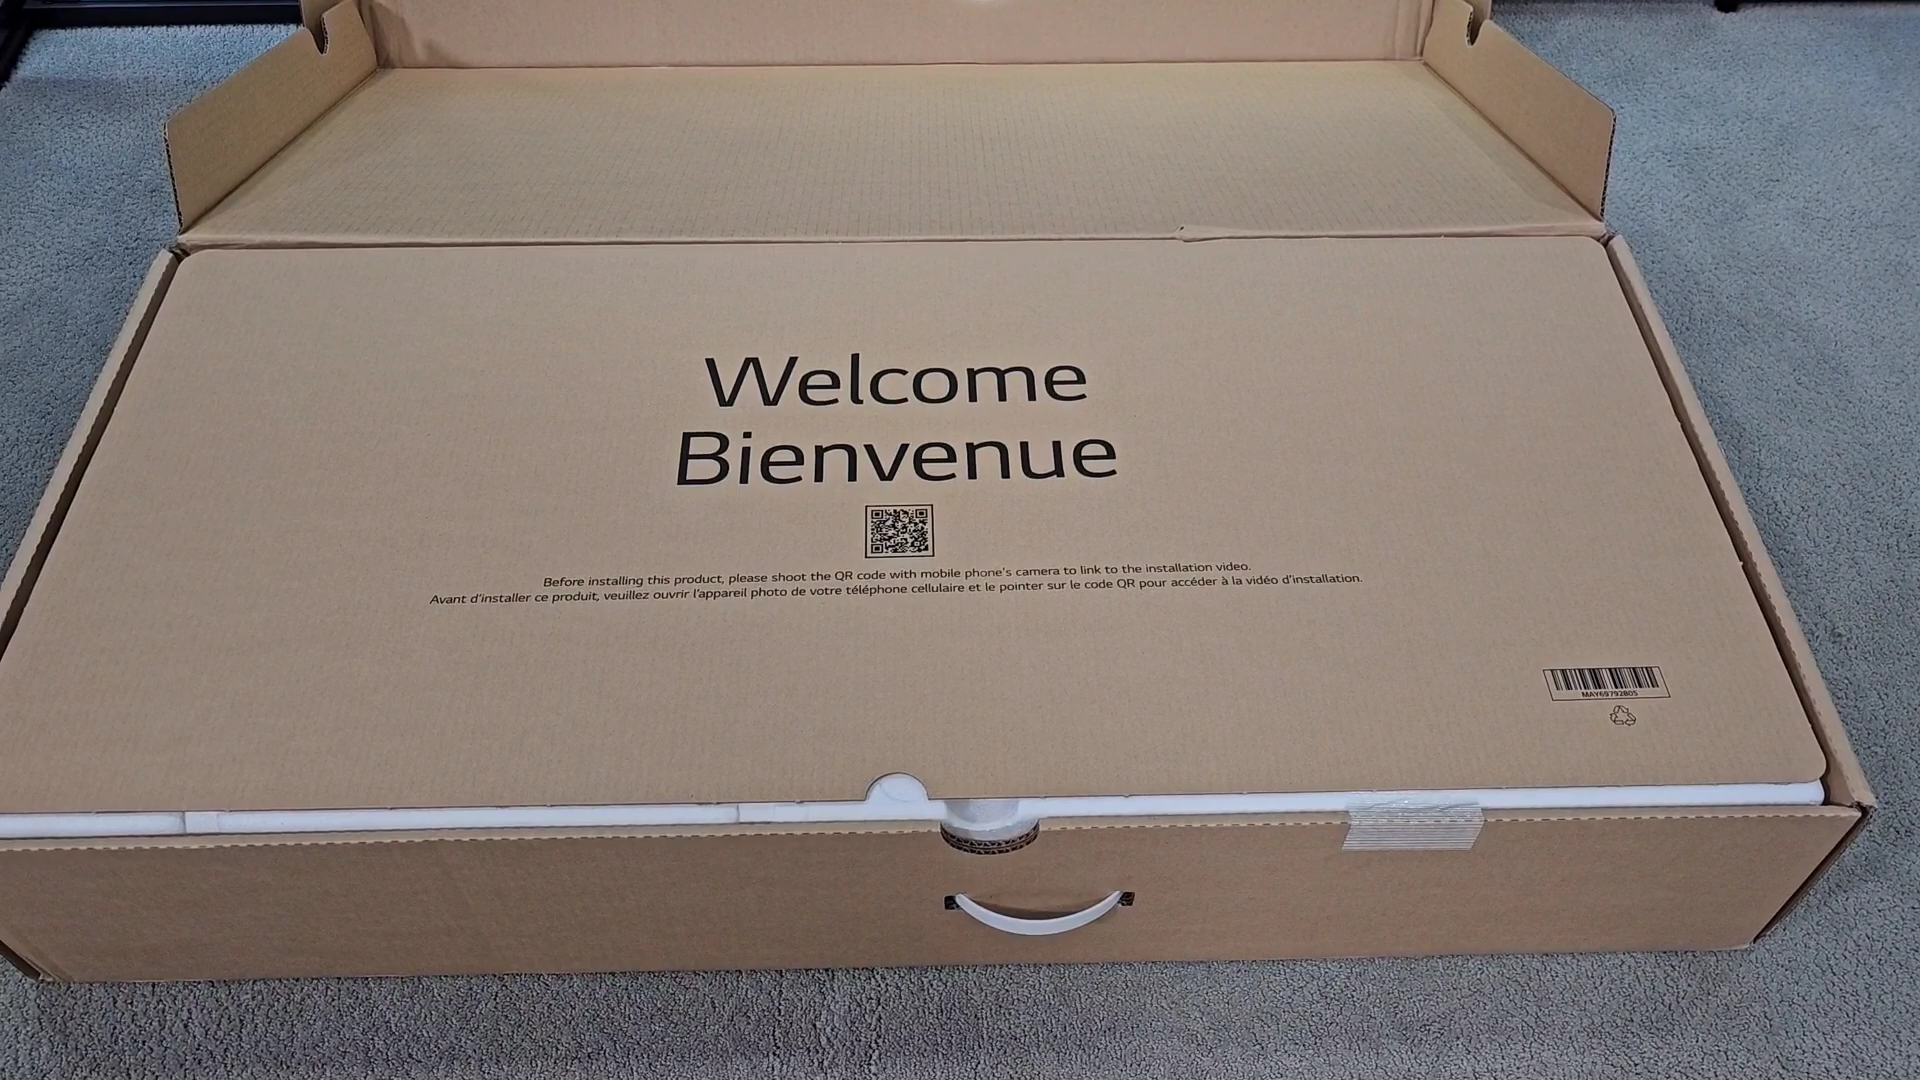 Welcome
Bienvenue
Before installing this product, please shoot the QR code with mobile phone's camera to link to the installation video.
Avant d'installer ce produit, veuillez ouvrir l'appareil photo de votre téléphone cellulaire et le pointer sur le code QR pour accéder à la vidéo d'installation.
MAY69792805